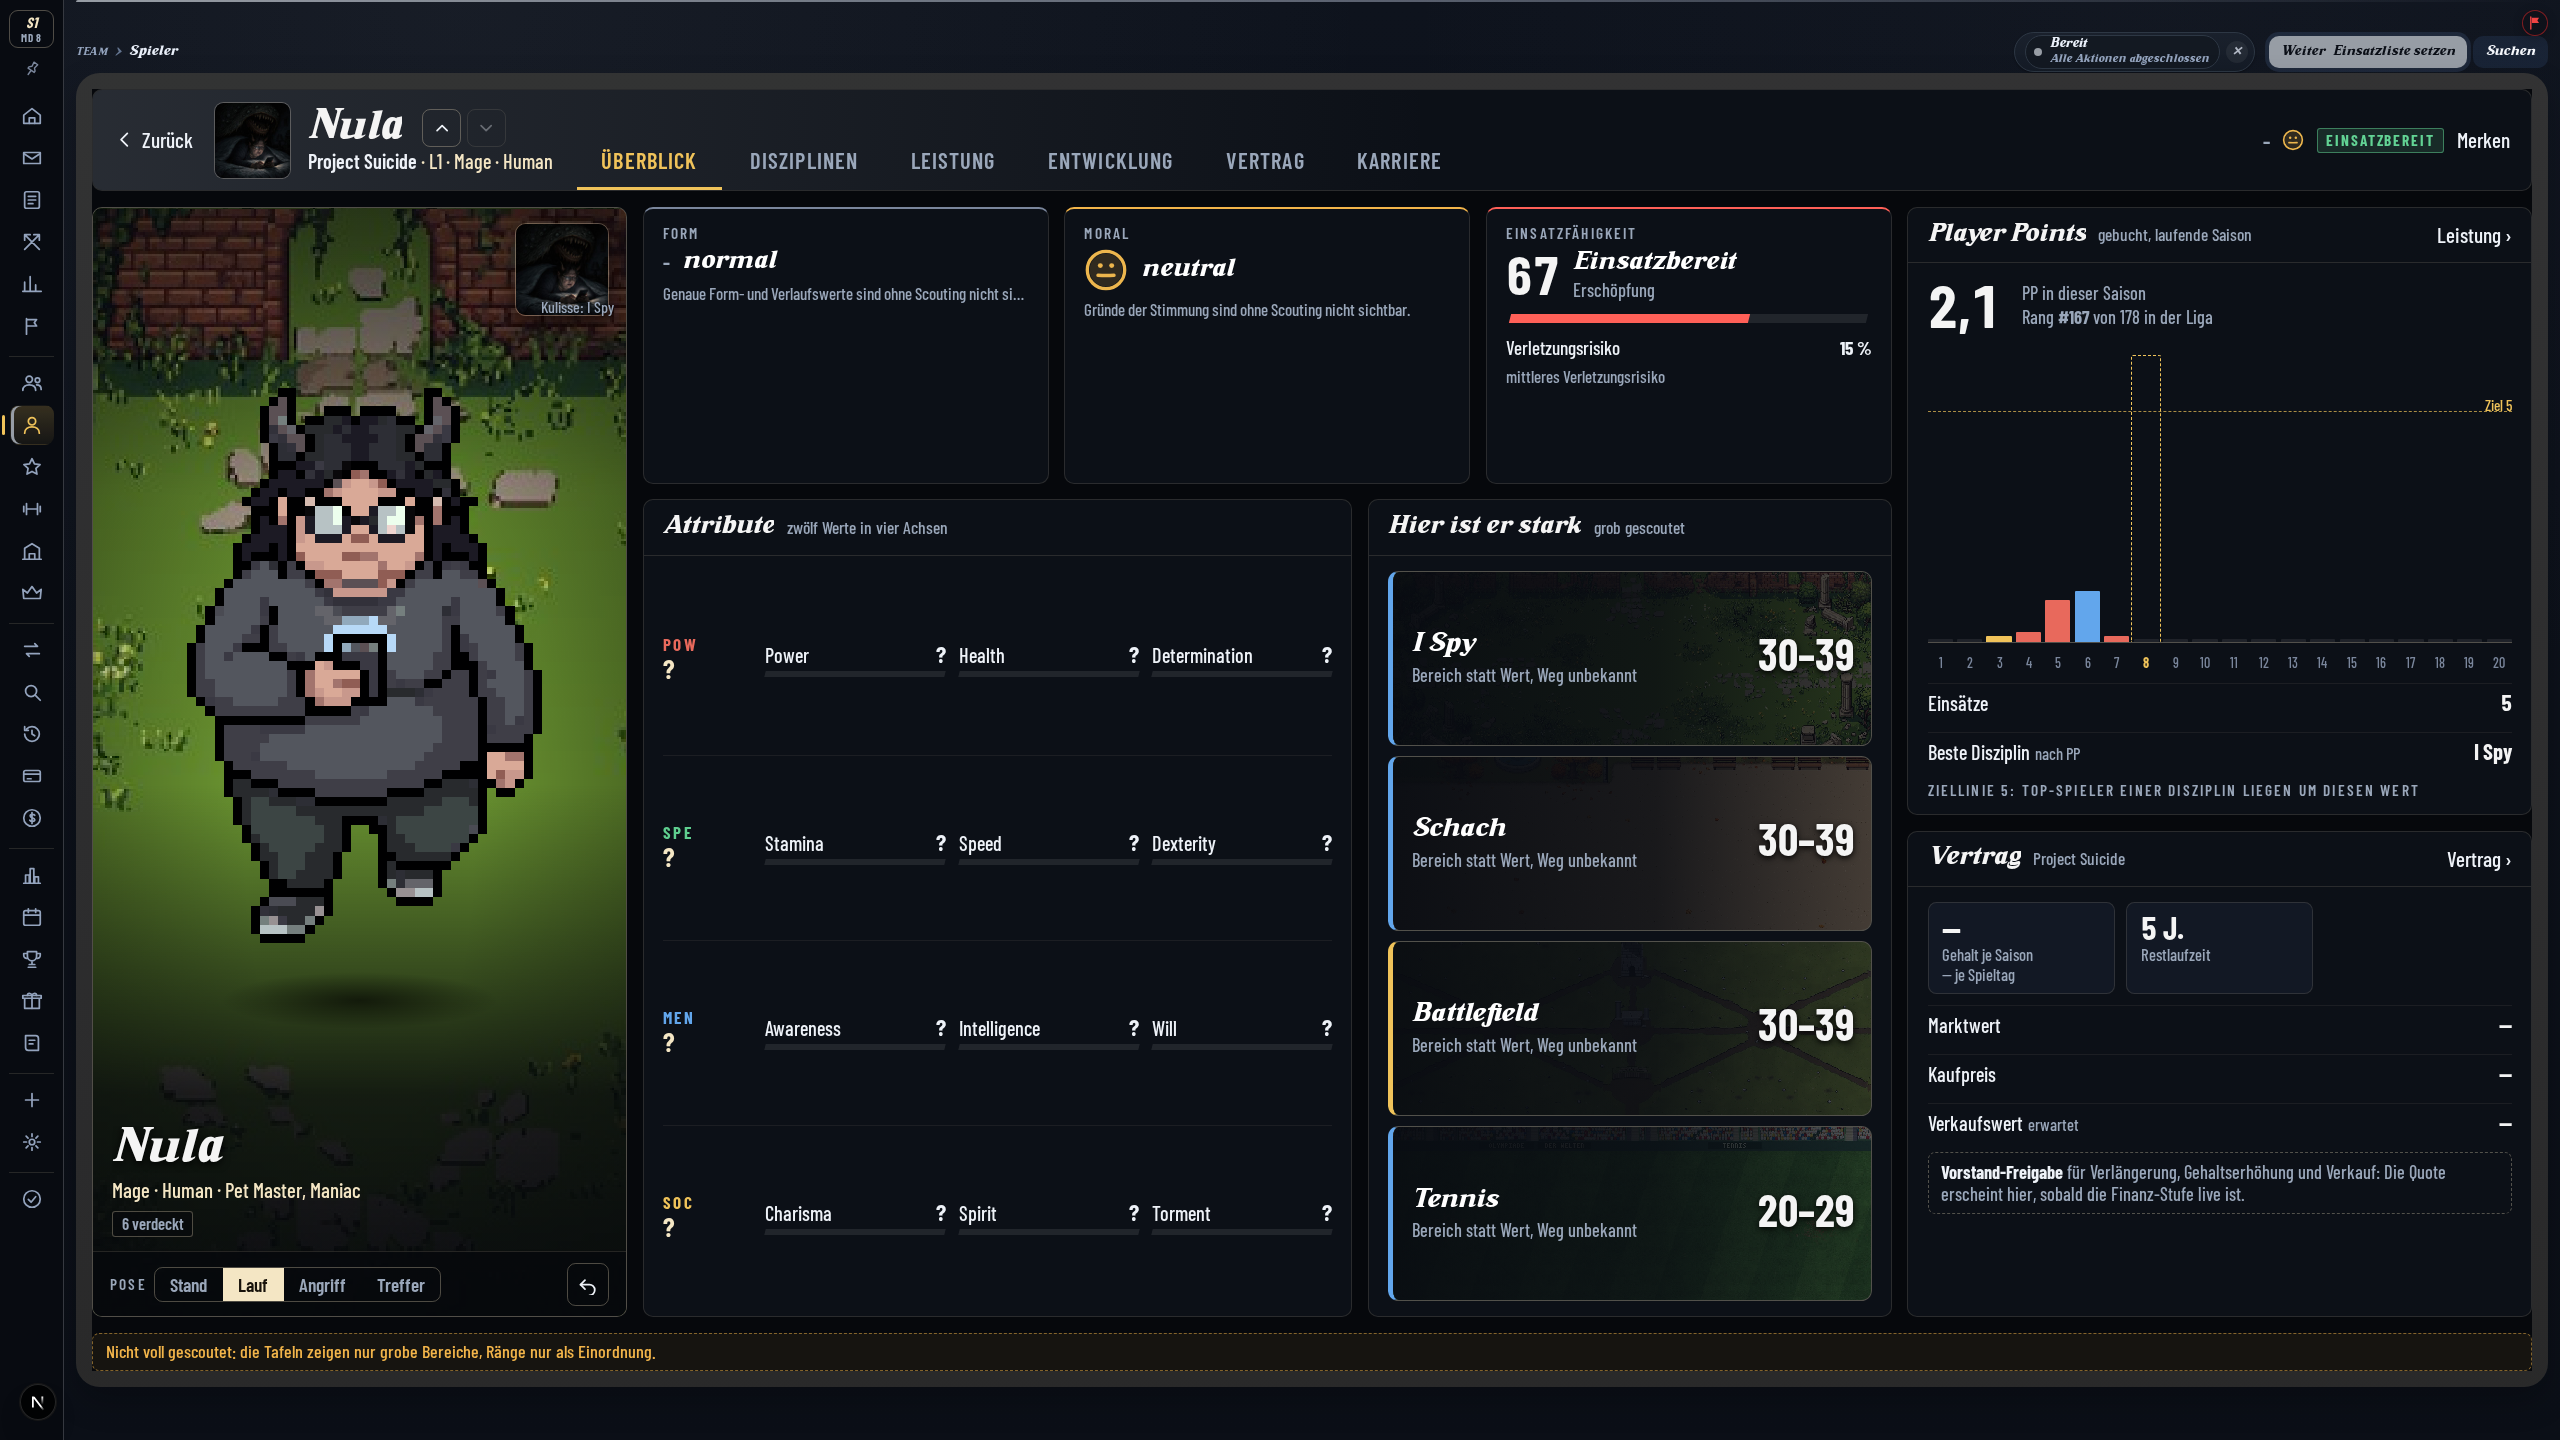 S1
MD 8
TEAM › Spieler
Bereit
Alle Aktionen abgeschlossen
Weiter Einsatzliste setzen
Suchen
Zurück
Nula
Project Suicide · L1 · Mage · Human
ÜBERBLICK
DISZIPLINEN
LEISTUNG
ENTWICKLUNG
VERTRAG
KARRIERE
-
EINSATZBEREIT
Merken
Kulisse: I Spy
Nula
Mage · Human · Pet Master, Maniac
6 verdeckt
POSE
Stand
Lauf
Angriff
Treffer
FORM
- normal
Genaue Form- und Verlaufswerte sind ohne Scouting nicht si…
MORAL
neutral
Gründe der Stimmung sind ohne Scouting nicht sichtbar.
EINSATZFÄHIGKEIT
67 Einsatzbereit
Erschöpfung
Verletzungsrisiko 15 %
mittleres Verletzungsrisiko
Attribute zwölf Werte in vier Achsen
POW
?
Power ? Health ? Determination ?
SPE
?
Stamina ? Speed ? Dexterity ?
MEN
?
Awareness ? Intelligence ? Will ?
SOC
?
Charisma ? Spirit ? Torment ?
Hier ist er stark grob gescoutet
I Spy
Bereich statt Wert, Weg unbekannt
30–39
Schach
Bereich statt Wert, Weg unbekannt
30–39
Battlefield
Bereich statt Wert, Weg unbekannt
30–39
Tennis
Bereich statt Wert, Weg unbekannt
20–29
Player Points gebucht, laufende Saison
Leistung ›
2,1
PP in dieser Saison
Rang #167 von 178 in der Liga
Ziel 5
1 2 3 4 5 6 7 8 9 10 11 12 13 14 15 16 17 18 19 20
Einsätze 5
Beste Disziplin nach PP I Spy
ZIELLINIE 5: TOP-SPIELER EINER DISZIPLIN LIEGEN UM DIESEN WERT
Vertrag Project Suicide
Vertrag ›
—
Gehalt je Saison
— je Spieltag
5 J.
Restlaufzeit
Marktwert —
Kaufpreis —
Verkaufswert erwartet —
Vorstand-Freigabe für Verlängerung, Gehaltserhöhung und Verkauf: Die Quote
erscheint hier, sobald die Finanz-Stufe live ist.
Nicht voll gescoutet: die Tafeln zeigen nur grobe Bereiche, Ränge nur als Einordnung.
N